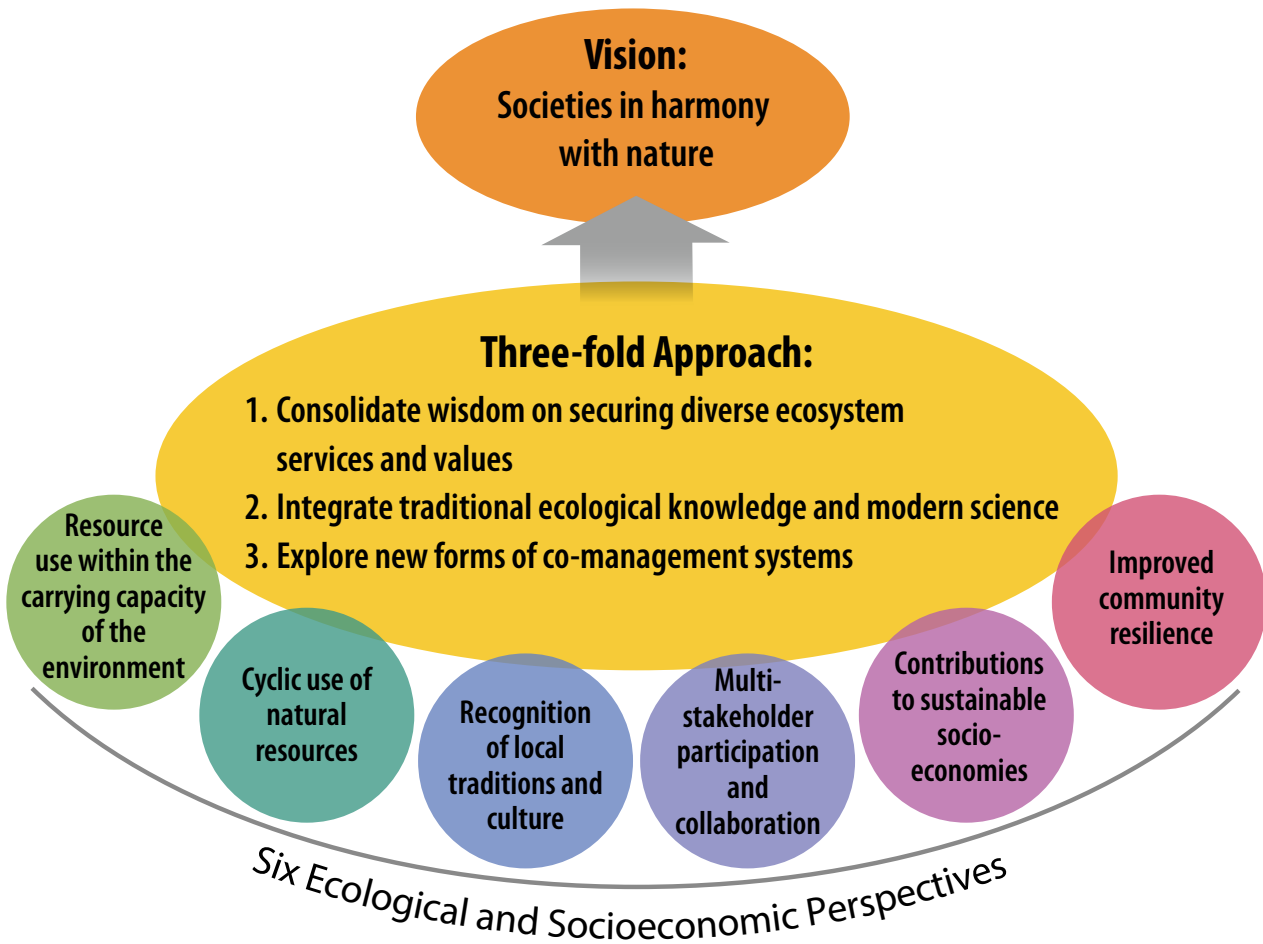 Vision:
Societies in harmony
with nature
Three-fold Approach:
1. Consolidate wisdom on securing diverse ecosystem
services and values
2. Integrate traditional ecological knowledge and modern science
3. Explore new forms of co-management systems
Resource
use within the
carrying capacity
of the
environment
Cyclic use of
natural
resources
Recognition
of local
traditions and
culture
Multi-
stakeholder
participation
and
collaboration
Contributions
to sustainable
socio-
economies
Improved
community
resilience
Six Ecological and Socioeconomic Perspectives